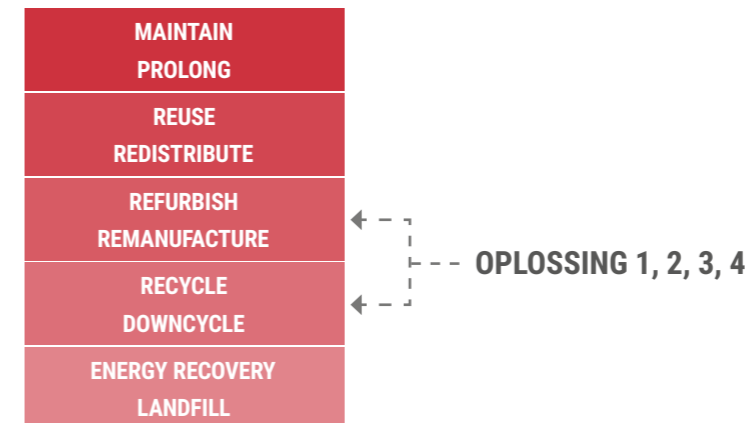 MAINTAIN
PROLONG
REUSE
REDISTRIBUTE
REFURBISH
REMANUFACTURE
RECYCLE
DOWNCYCLE
ENERGY RECOVERY
LANDFILL
OPLOSSING 1, 2, 3, 4